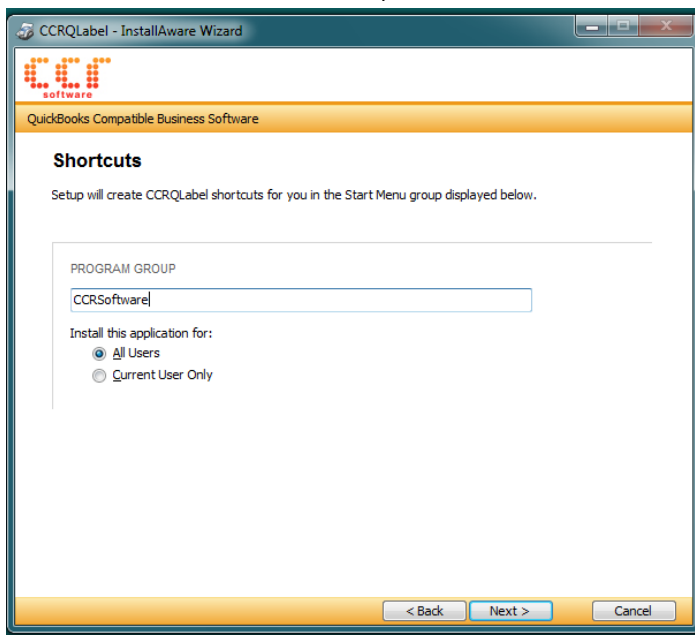 CCRQLabel - InstallAware Wizard
ccr
software
QuickBooks Compatible Business Software
Shortcuts
Setup will create CCRQLabel shortcuts for you in the Start Menu group displayed below.
PROGRAM GROUP
CCRSoftware
Install this application for:
All Users
Current User Only
< Back Next > Cancel